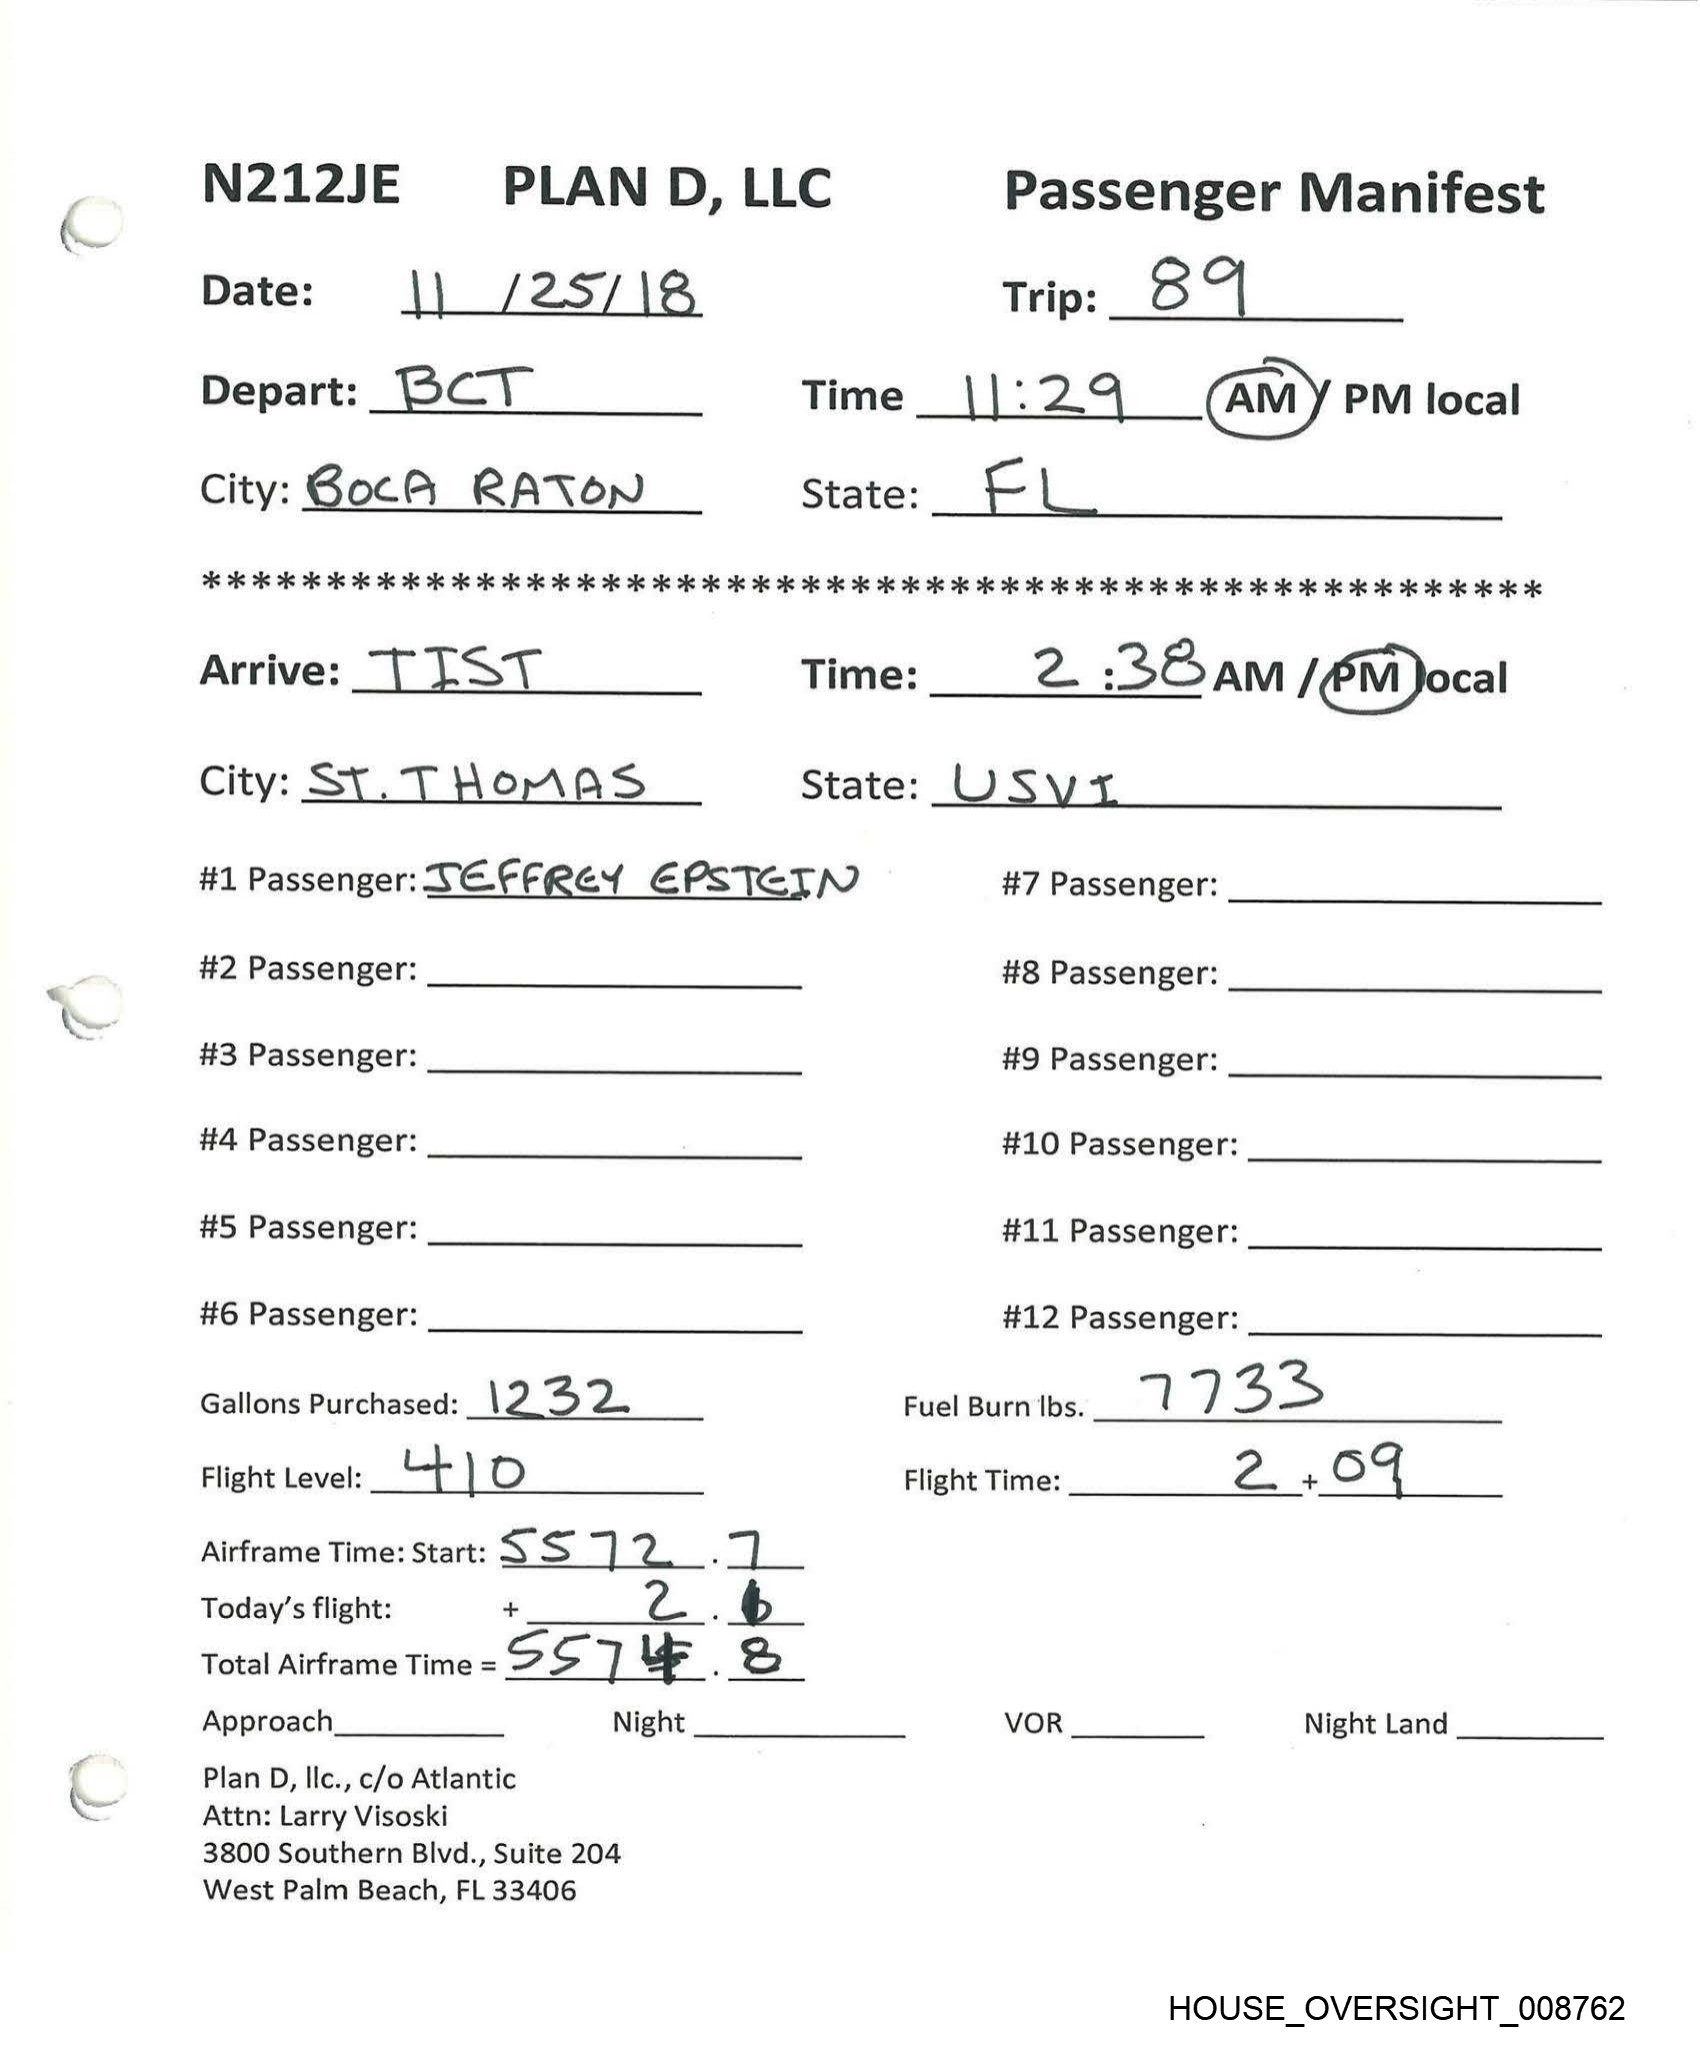 N212JE PLAN D, LLC Passenger Manifest
Date: 11 /25/18 Trip: 89
Depart: BCT Time 11:29 AM / PM local
City: BOCA RATON State: FL
******************************************************
Arrive: TIST Time: 2 :38 AM / PM local
City: ST. THOMAS State: USVI
#1 Passenger: JEFFREY EPSTEIN #7 Passenger:
#2 Passenger: #8 Passenger:
#3 Passenger: #9 Passenger:
#4 Passenger: #10 Passenger:
#5 Passenger: #11 Passenger:
#6 Passenger: #12 Passenger:
Gallons Purchased: 1232 Fuel Burn lbs. 7733
Flight Level: 410 Flight Time: 2 + 09
Airframe Time: Start: 5572 . 7
Today's flight: + 2 .
Total Airframe Time = 5574 . 8
Approach Night VOR Night Land
Plan D, llc., c/o Atlantic
Attn: Larry Visoski
3800 Southern Blvd., Suite 204
West Palm Beach, FL 33406
HOUSE_OVERSIGHT_008762